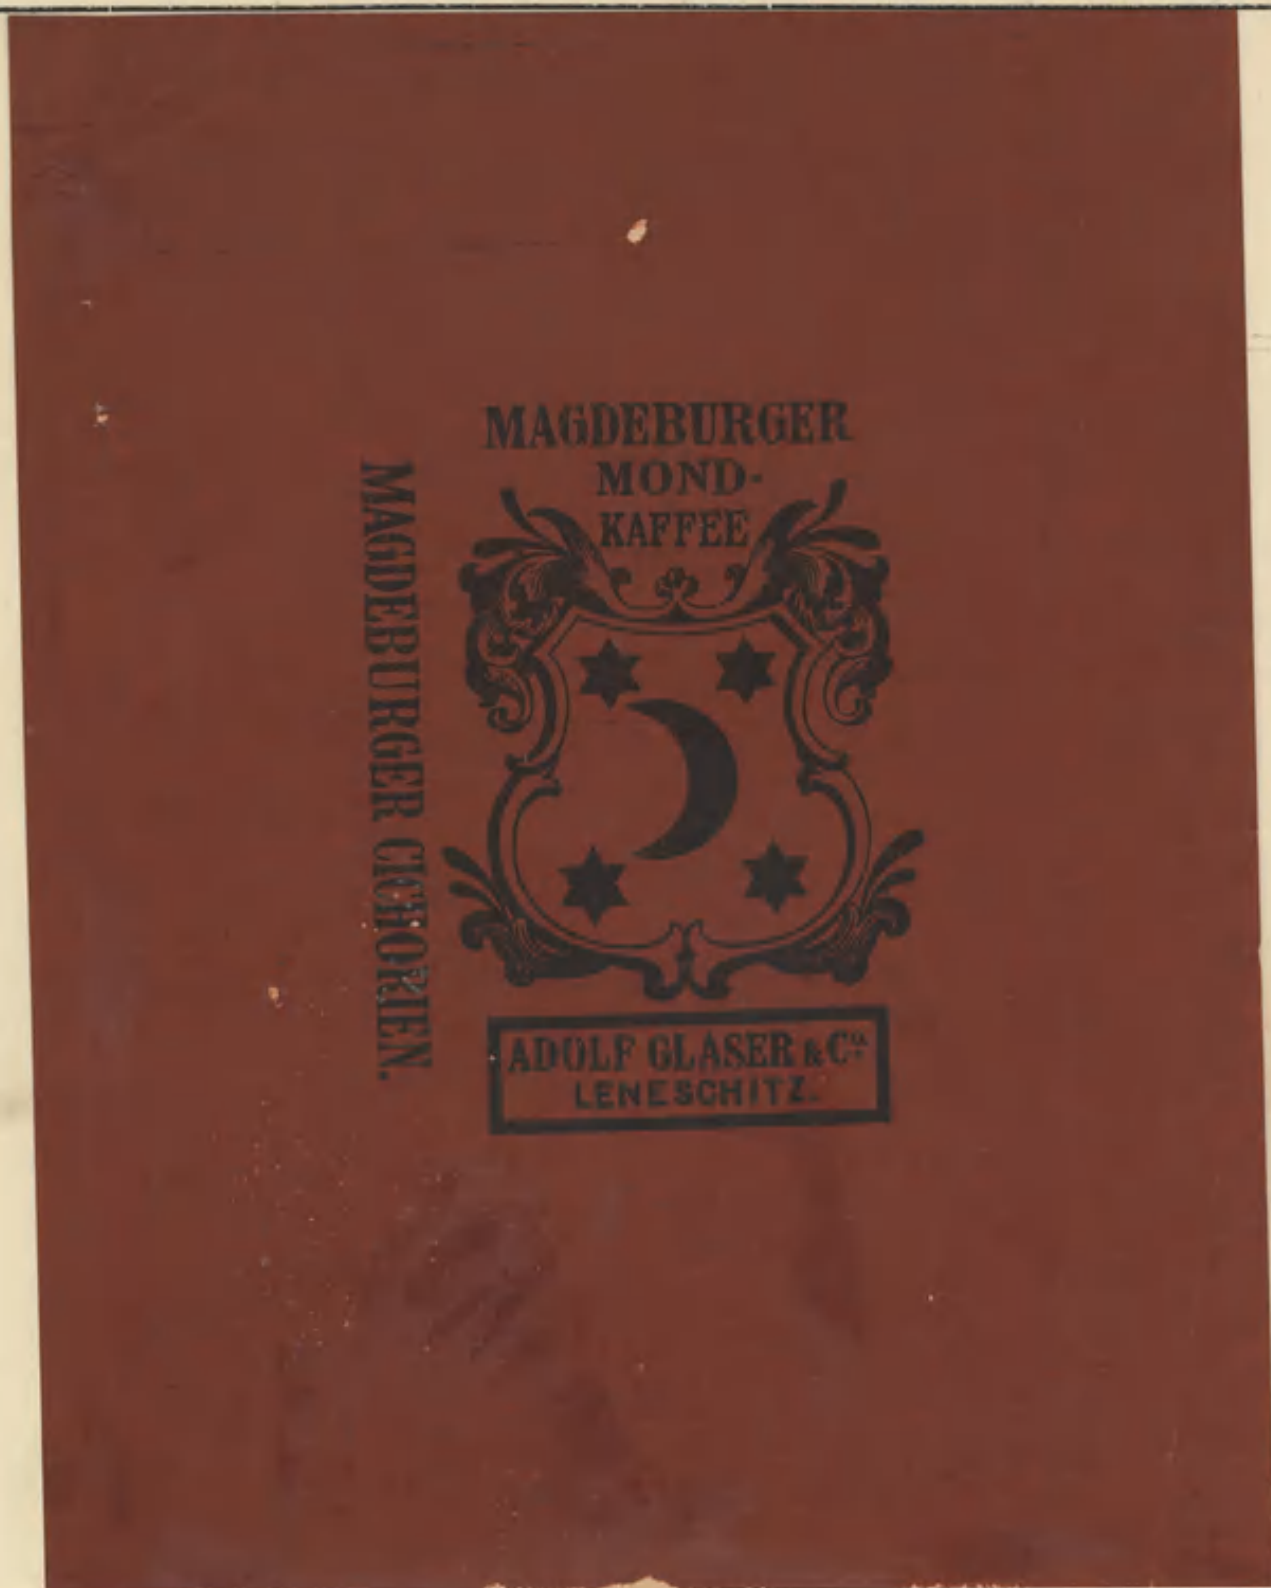 MAGDEBURGER
MOND-
KAFFEE
MAGDEBURGER CICHORIEN.
ADOLF GLASER & Co.
LENESCHITZ.